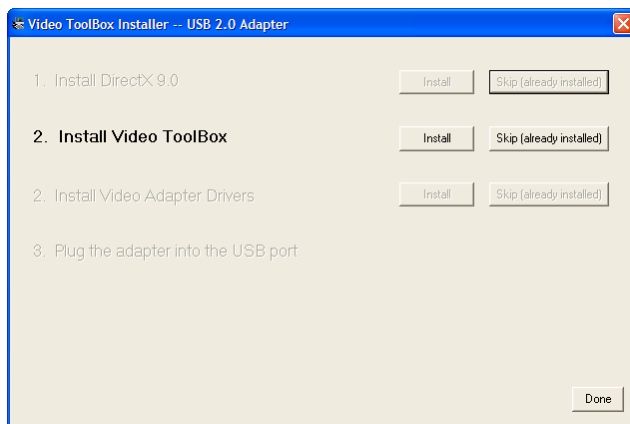 Video ToolBox Installer -- USB 2.0 Adapter
1. Install DirectX 9.0 Install Skip (already installed)
2. Install Video ToolBox Install Skip (already installed)
2. Install Video Adapter Drivers Install Skip (already installed)
3. Plug the adapter into the USB port
Done